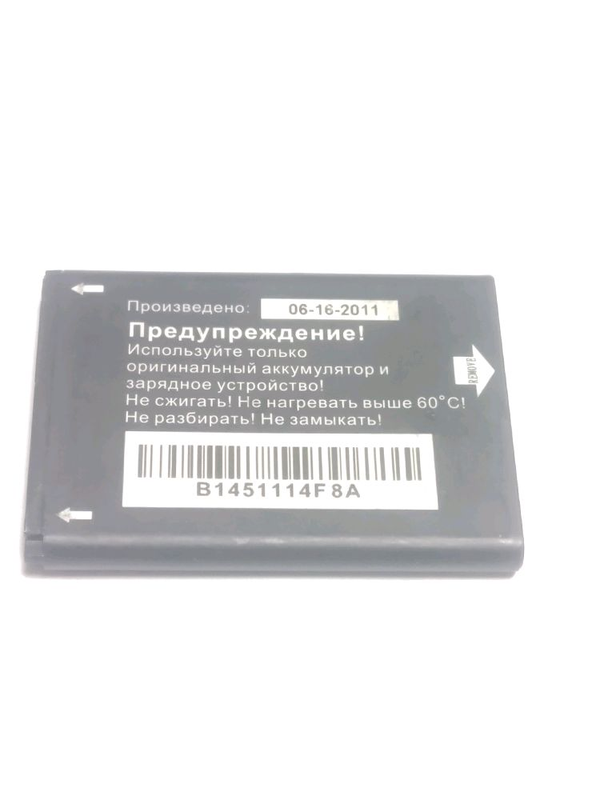 Произведено: 06-16-2011
Предупреждение!
Используйте только
оригинальный аккумулятор и
зарядное устройство!
Не сжигать! Не нагревать выше 60°C!
Не разбирать! Не замыкать!
REMOVE
B1451114F8A